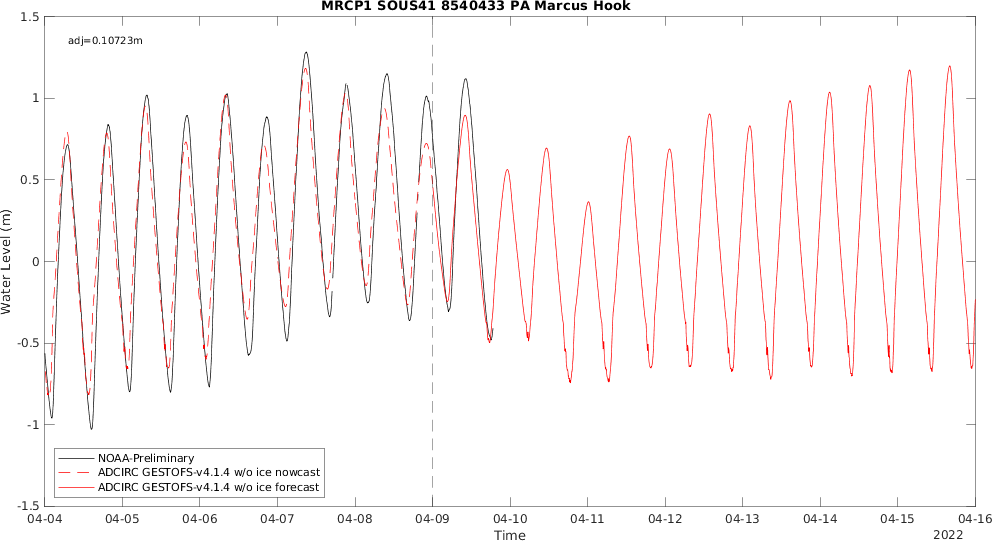 MRCP1 SOUS41 8540433 PA Marcus Hook
adj=0.10723m
1.5
1
0.5
0
-0.5
-1
-1.5
Water Level (m)
NOAA-Preliminary
ADCIRC GESTOFS-v4.1.4 w/o ice nowcast
ADCIRC GESTOFS-v4.1.4 w/o ice forecast
04-04 04-05 04-06 04-07 04-08 04-09 04-10 04-11 04-12 04-13 04-14 04-15 04-16
Time
2022